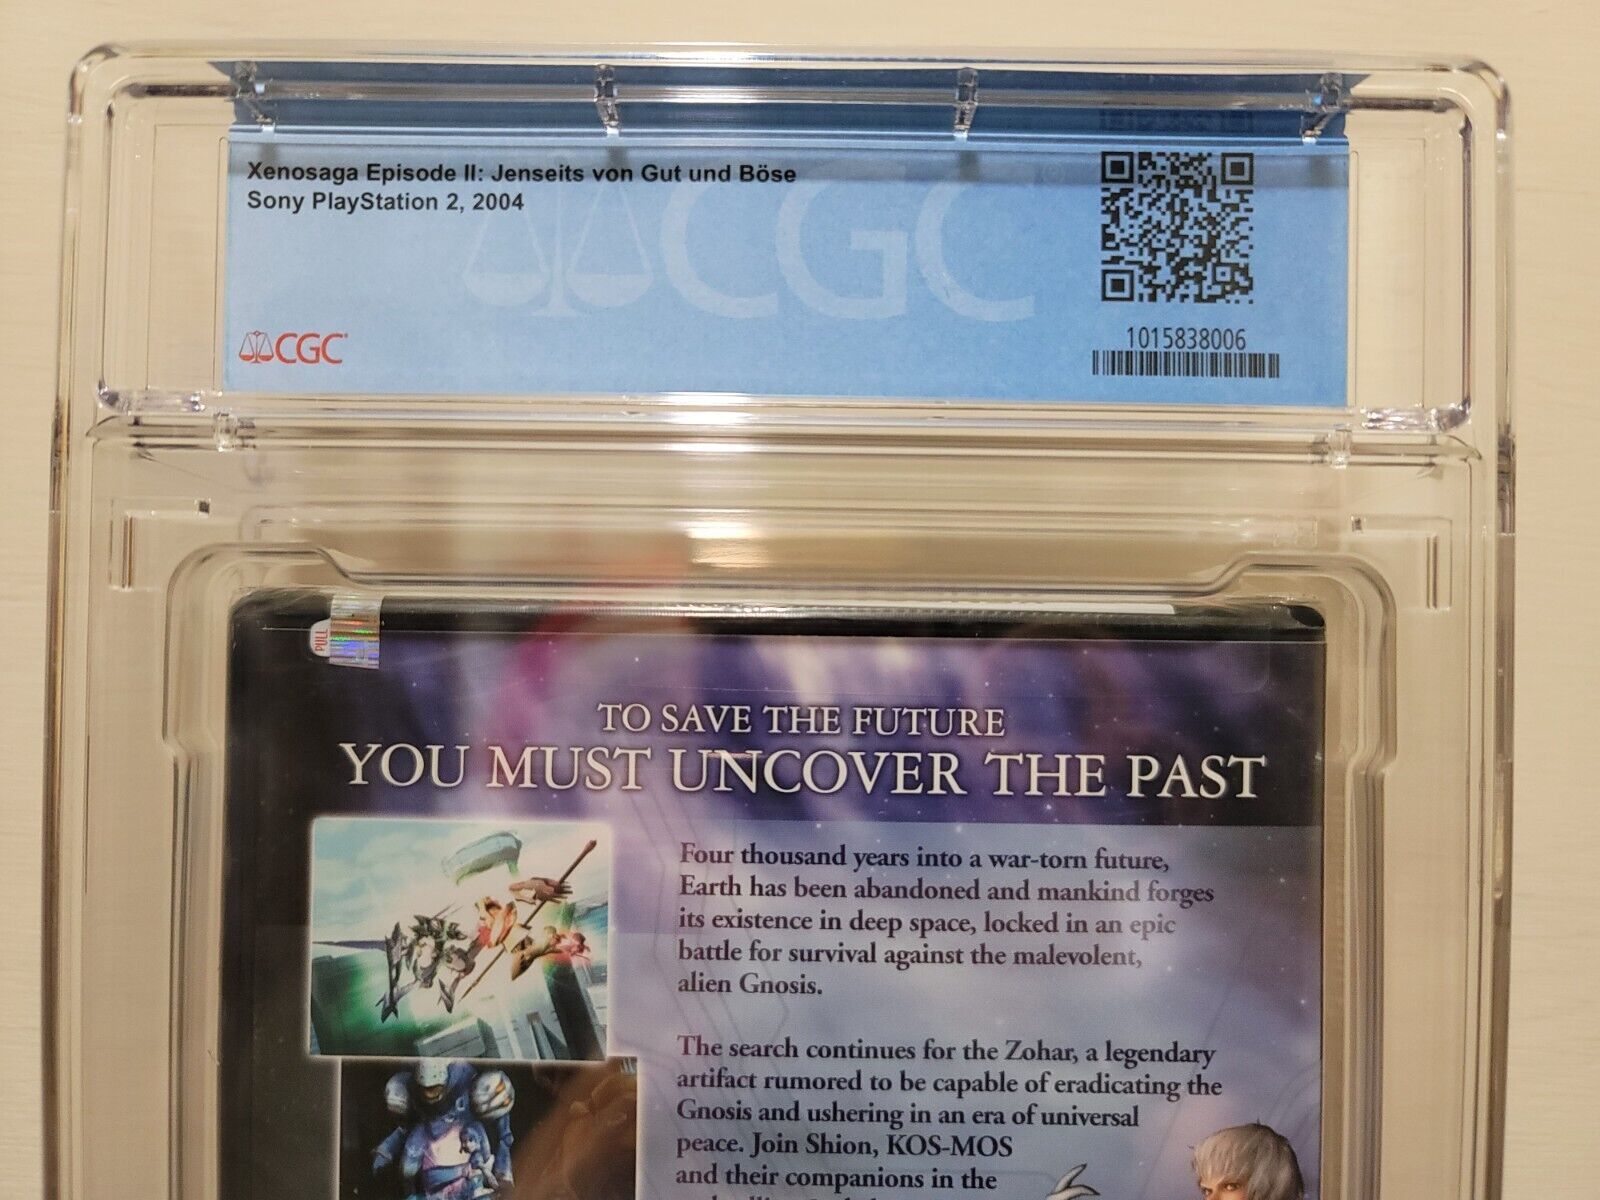 Xenosaga Episode II: Jenseits von Gut und Böse
Sony PlayStation 2, 2004
CGC
CGC
1015838006
PULL
TO SAVE THE FUTURE
YOU MUST UNCOVER THE PAST
Four thousand years into a war-torn future,
Earth has been abandoned and mankind forges
its existence in deep space, locked in an epic
battle for survival against the malevolent,
alien Gnosis.
The search continues for the Zohar, a legendary
artifact rumored to be capable of eradicating the
Gnosis and ushering in an era of universal
peace. Join Shion, KOS-MOS
and their companions in the